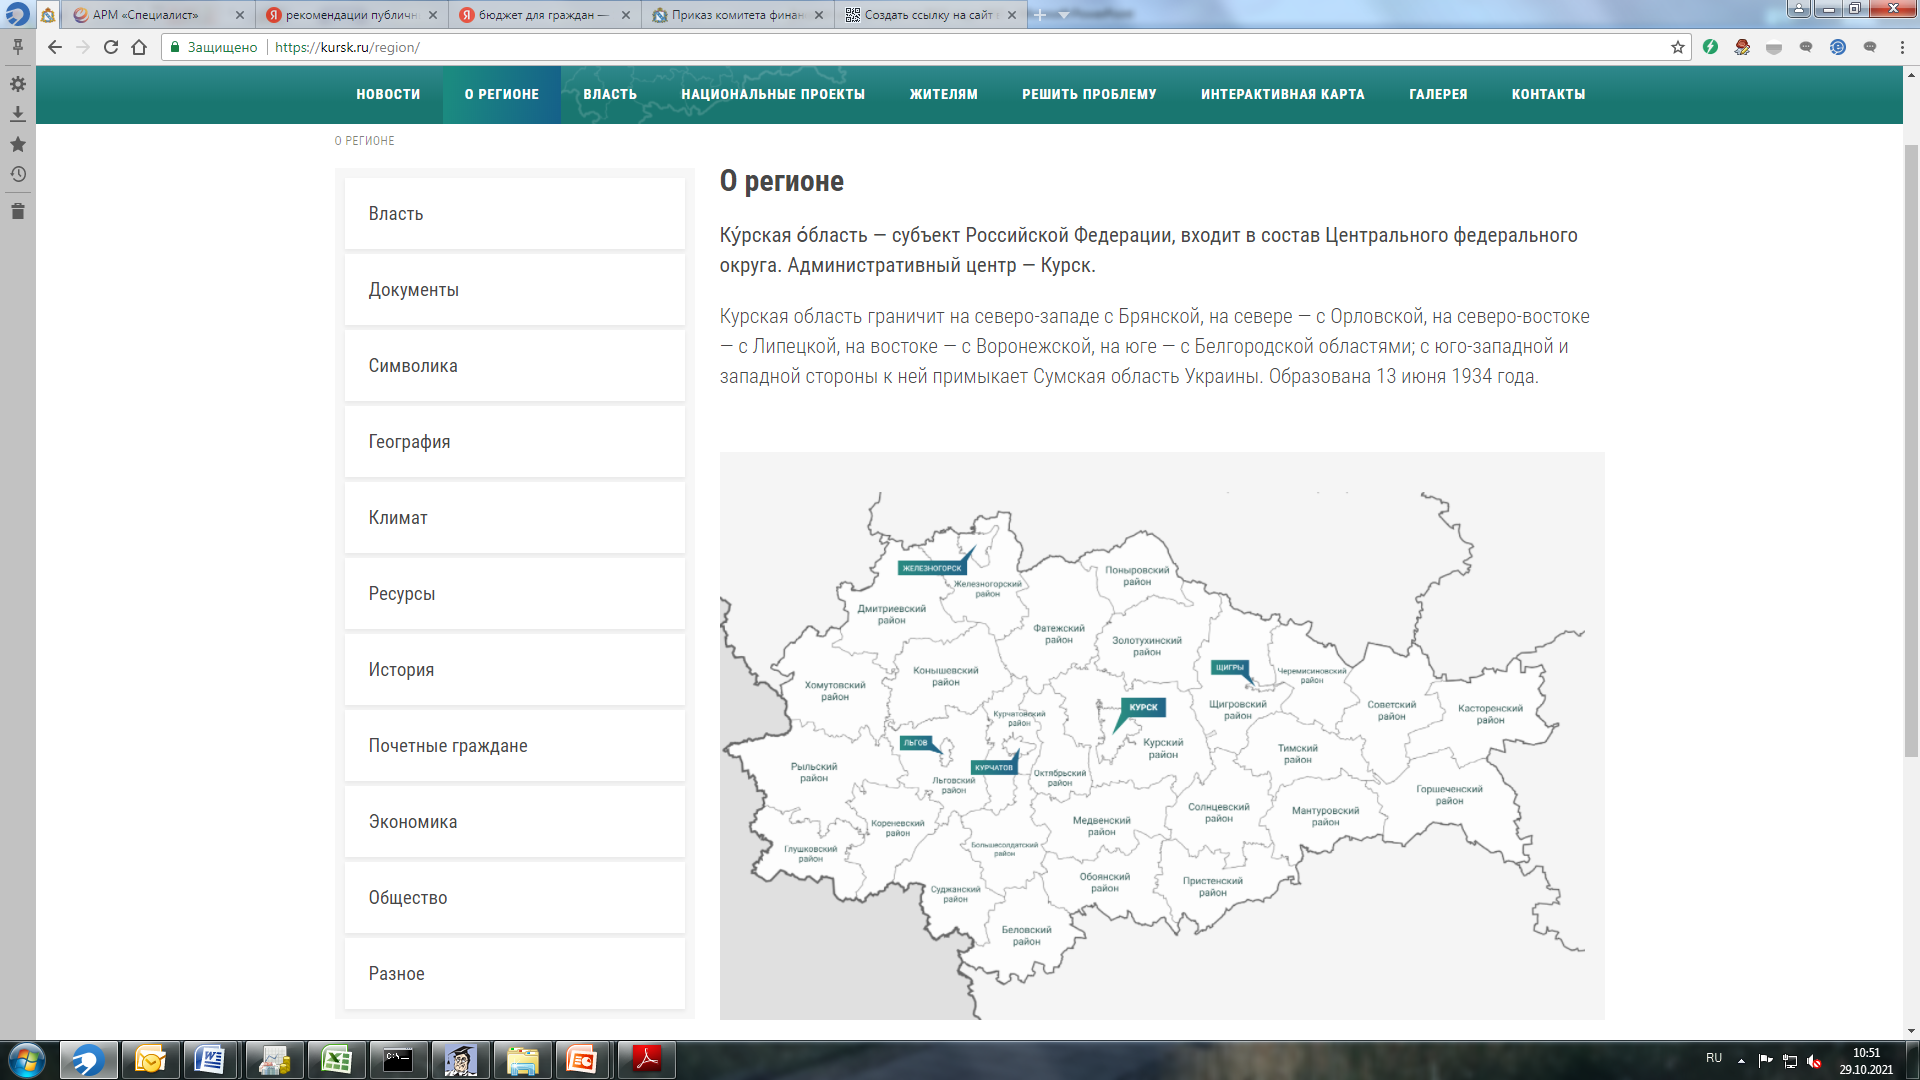 АРМ «Специалист»
рекомендации публичн
бюджет для граждан —
Приказ комитета финан
Создать ссылку на сайт
Защищено
https://kursk.ru/region/
НОВОСТИ
О РЕГИОНЕ
ВЛАСТЬ
НАЦИОНАЛЬНЫЕ ПРОЕКТЫ
ЖИТЕЛЯМ
РЕШИТЬ ПРОБЛЕМУ
ИНТЕРАКТИВНАЯ КАРТА
ГАЛЕРЕЯ
КОНТАКТЫ
О РЕГИОНЕ
Власть
Документы
Символика
География
Климат
Ресурсы
История
Почетные граждане
Экономика
Общество
Разное
О регионе
Ку́рская о́бласть — субъект Российской Федерации, входит в состав Центрального федерального
округа. Административный центр — Курск.
Курская область граничит на северо-западе с Брянской, на севере — с Орловской, на северо-востоке
— с Липецкой, на востоке — с Воронежской, на юге — с Белгородской областями; с юго-западной и
западной стороны к ней примыкает Сумская область Украины. Образована 13 июня 1934 года.
ЖЕЛЕЗНОГОРСК
Железногорский
район
Поныровский
район
Дмитриевский
район
Фатежский
район
Золотухинский
район
ЩИГРЫ
Черемисиновский
район
Конышевский
район
Хомутовский
район
Курчатовский
район
КУРСК
Щигровский
район
Советский
район
Касторенский
район
ЛЬГОВ
Курский
район
Тимский
район
КУРЧАТОВ
Рыльский
район
Льговский
район
Октябрьский
район
Горшеченский
район
Солнцевский
район
Мантуровский
район
Кореневский
район
Медвенский
район
Глушковский
район
Большесолдатский
район
Суджанский
район
Обоянский
район
Пристенский
район
Беловский
район
RU
10:51
29.10.2021